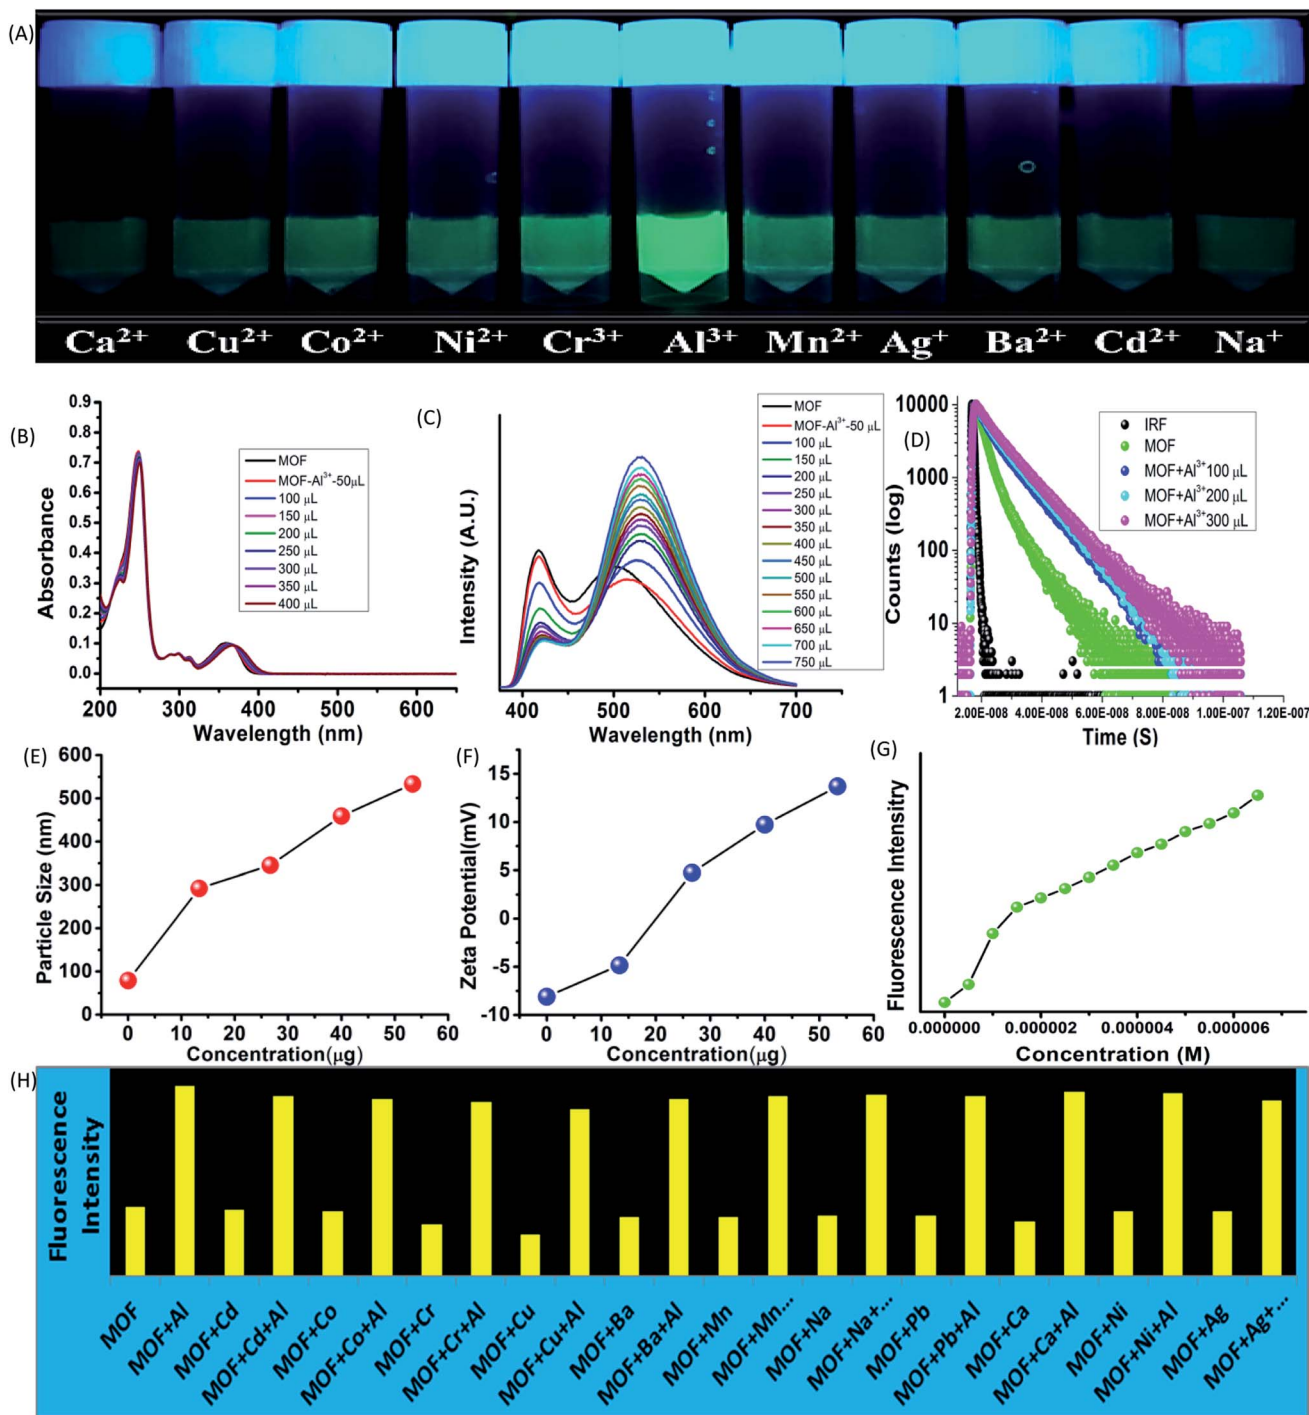 (A)
Ca²⁺ Cu²⁺ Co²⁺ Ni²⁺ Cr³⁺ Al³⁺ Mn²⁺ Ag⁺ Ba²⁺ Cd²⁺ Na⁺
(B)
Absorbance
0.9
0.8
0.7
0.6
0.5
0.4
0.3
0.2
0.1
0.0
MOF
MOF-Al³⁺-50μL
100 μL
150 μL
200 μL
250 μL
300 μL
350 μL
400 μL
200 300 400 500 600
Wavelength (nm)
(C)
Intensity (A.U.)
MOF
MOF-Al³⁺-50 μL
100 μL
150 μL
200 μL
250 μL
300 μL
350 μL
400 μL
450 μL
500 μL
550 μL
600 μL
650 μL
700 μL
750 μL
400 500 600 700
Wavelength (nm)
(D)
Counts (log)
10000
1000
100
10
1
IRF
MOF
MOF+Al³⁺100 μL
MOF+Al³⁺200 μL
MOF+Al³⁺300 μL
2.00E-008 4.00E-008 6.00E-008 8.00E-008 1.00E-007 1.20E-007
Time (S)
(E)
Particle Size (nm)
600
500
400
300
200
100
0
0 10 20 30 40 50 60
Concentration(μg)
(F)
Zeta Potential(mV)
15
10
5
0
-5
-10
0 10 20 30 40 50 60
Concentration(μg)
(G)
Fluorescence Intensitry
0.0000000 0.000002 0.000004 0.000006
Concentration (M)
(H)
Fluorescence
Intensity
MOF
MOF+Al
MOF+Cd
MOF+Cd+Al
MOF+Co
MOF+Co+Al
MOF+Cr
MOF+Cr+Al
MOF+Cu
MOF+Cu+Al
MOF+Ba
MOF+Ba+Al
MOF+Mn
MOF+Mn...
MOF+Na
MOF+Na+...
MOF+Pb
MOF+Pb+Al
MOF+Ca
MOF+Ca+Al
MOF+Ni
MOF+Ni+Al
MOF+Ag
MOF+Ag+...